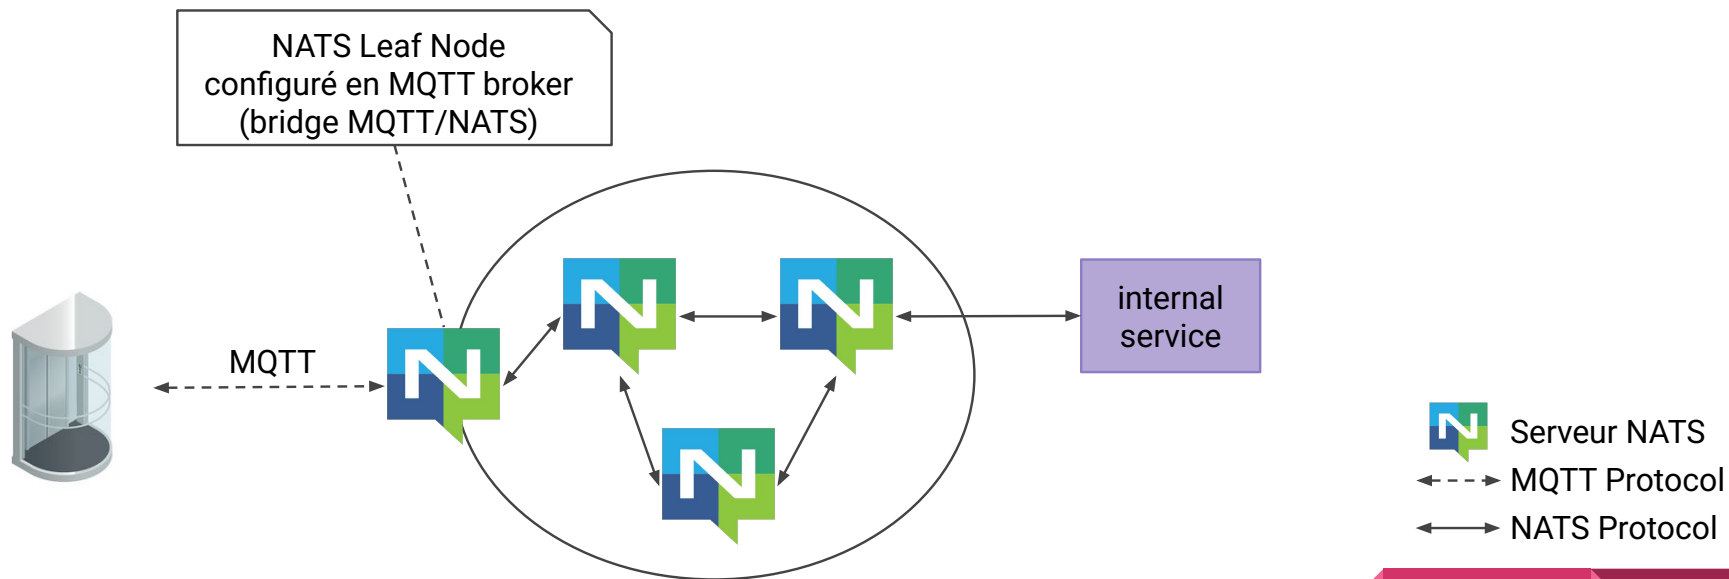 NATS Leaf Node
configuré en MQTT broker
(bridge MQTT/NATS)
MQTT
internal
service
Serveur NATS
MQTT Protocol
NATS Protocol